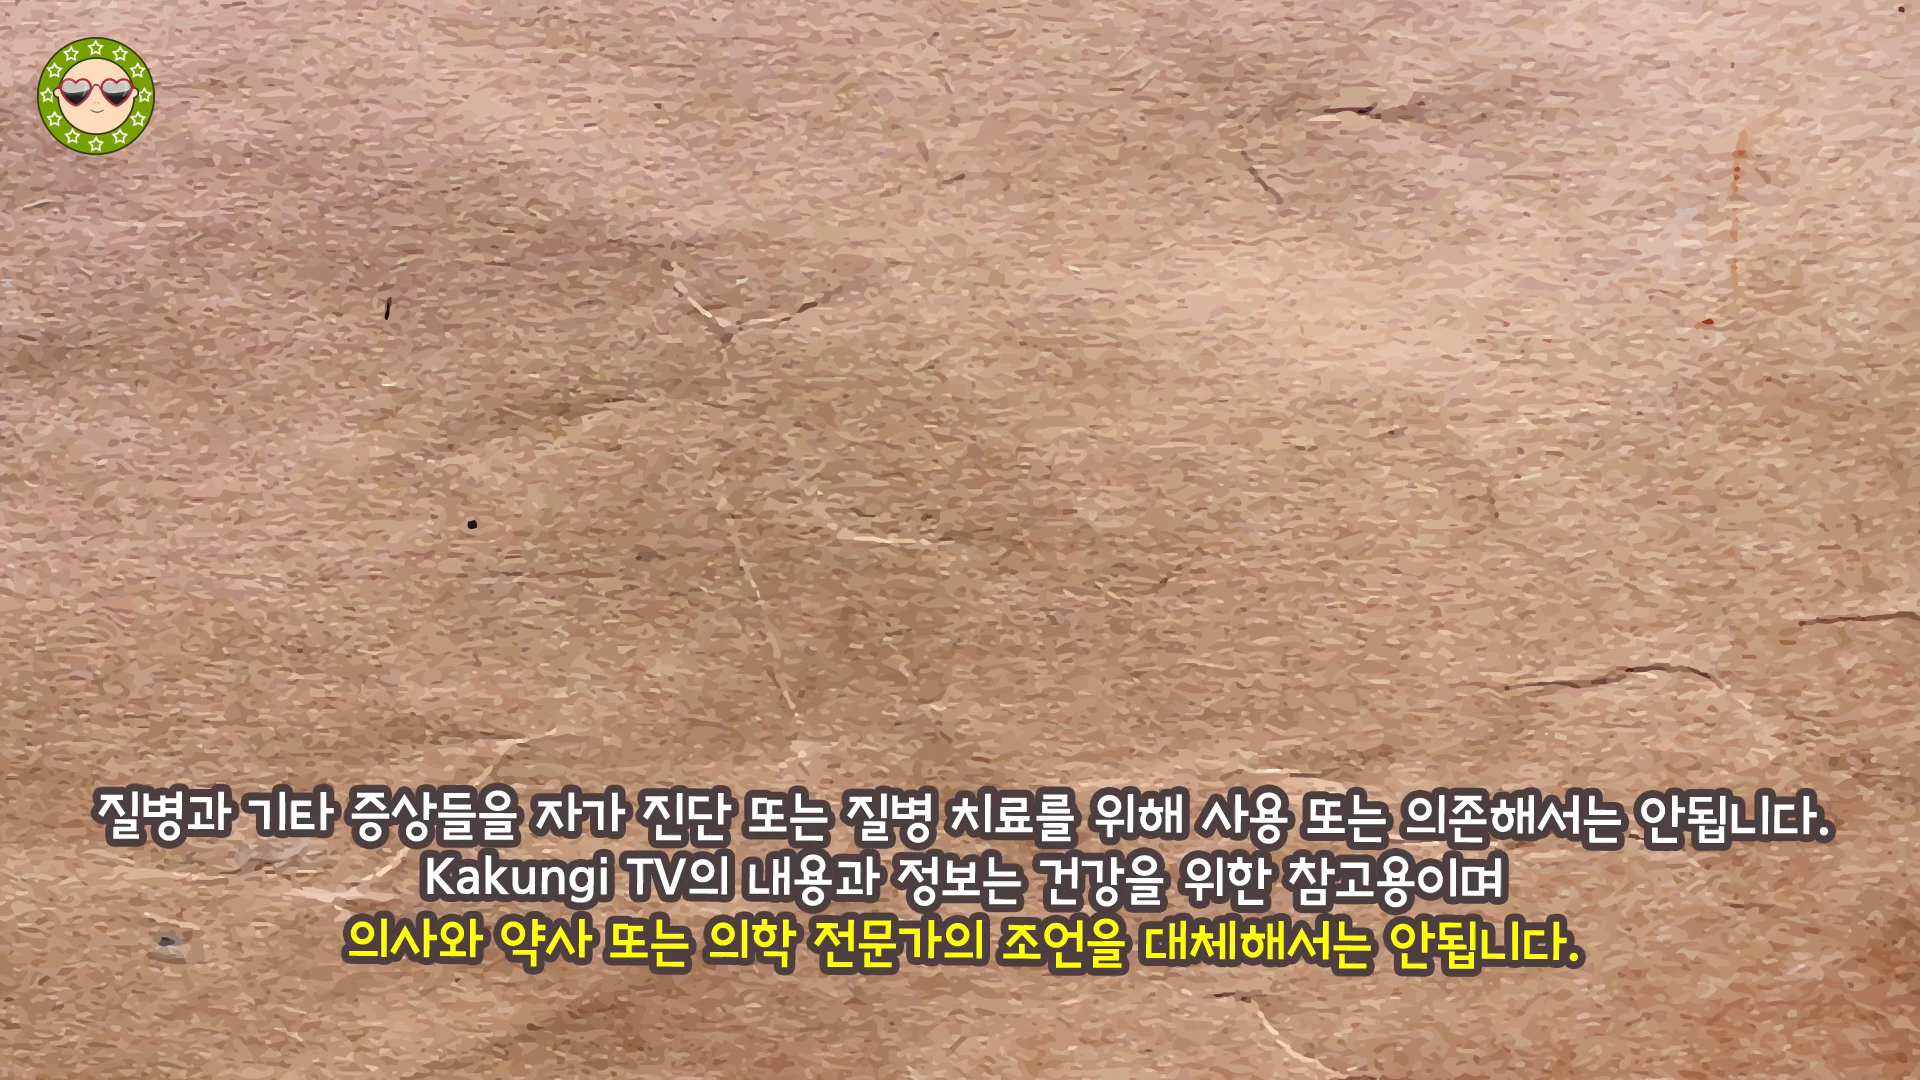 질병과 기타 증상들을 자가 진단 또는 질병 치료를 위해 사용 또는 의존해서는 안됩니다.
Kakungi TV의 내용과 정보는 건강을 위한 참고용이며
의사와 약사 또는 의학 전문가의 조언을 대체해서는 안됩니다.